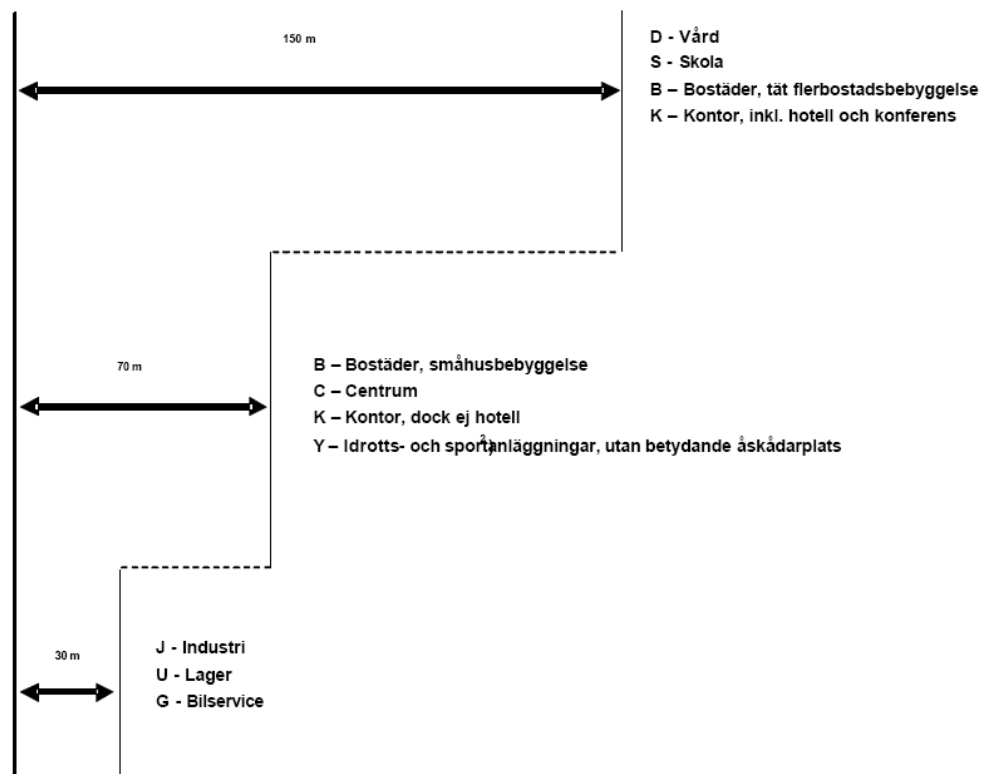 150 m
D - Vård
S - Skola
B – Bostäder, tät flerbostadsbebyggelse
K – Kontor, inkl. hotell och konferens
70 m
B – Bostäder, småhusbebyggelse
C – Centrum
K – Kontor, dock ej hotell
Y – Idrotts- och sportanläggningar, utan betydande åskådarplats
2)
30 m
J - Industri
U - Lager
G - Bilservice